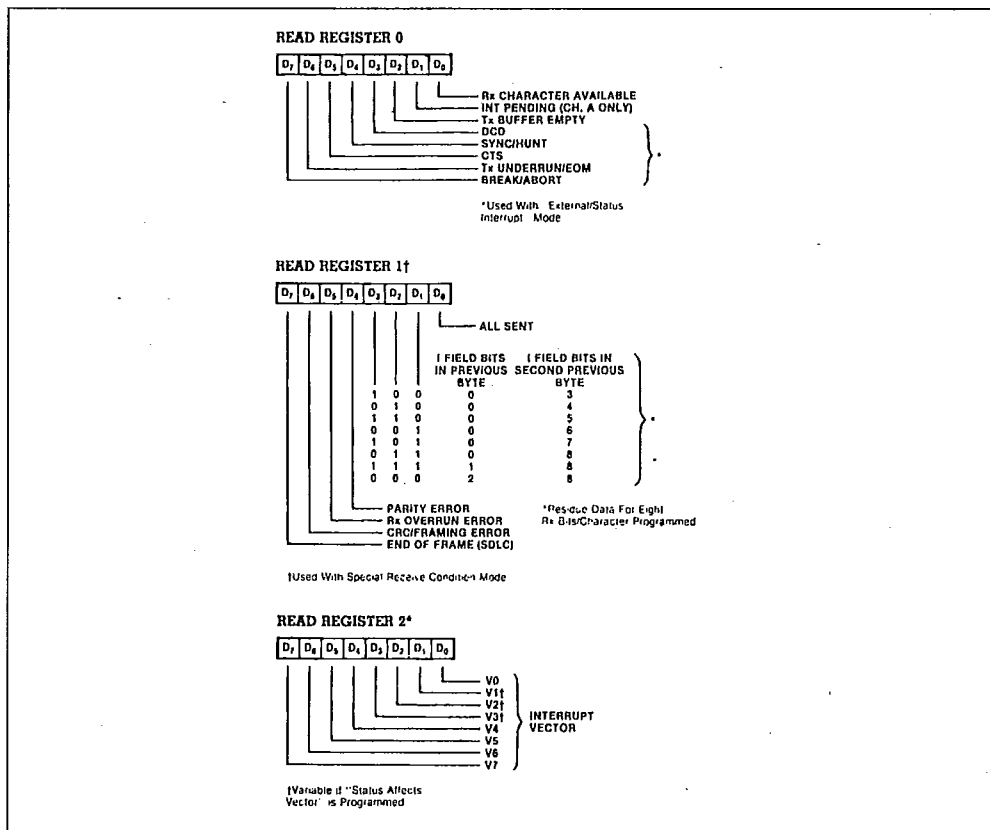 READ REGISTER 0
D7 D6 D5 D4 D3 D2 D1 D0
Rx CHARACTER AVAILABLE
INT PENDING (CH. A ONLY)
Tx BUFFER EMPTY
DCD
SYNC/HUNT
CTS
Tx UNDERRUN/EOM
BREAK/ABORT
*
*Used With External/Status
Interrupt Mode
READ REGISTER 1†
D7 D6 D5 D4 D3 D2 D1 D0
ALL SENT
I FIELD BITS I FIELD BITS IN
IN PREVIOUS SECOND PREVIOUS
BYTE BYTE
1 0 0 0 3
0 1 0 0 4
1 1 0 0 5
0 0 1 0 6
1 0 1 0 7
0 1 1 0 8
1 1 1 1 8
0 0 0 2 8
*
PARITY ERROR
Rx OVERRUN ERROR
CRC/FRAMING ERROR
END OF FRAME (SDLC)
*Residue Data For Eight
Rx Bits/Character Programmed
†Used With Special Receive Condition Mode
READ REGISTER 2*
D7 D6 D5 D4 D3 D2 D1 D0
V0
V1†
V2†
V3†
V4
V5
V6
V7
INTERRUPT
VECTOR
†Variable if "Status Affects
Vector" is Programmed